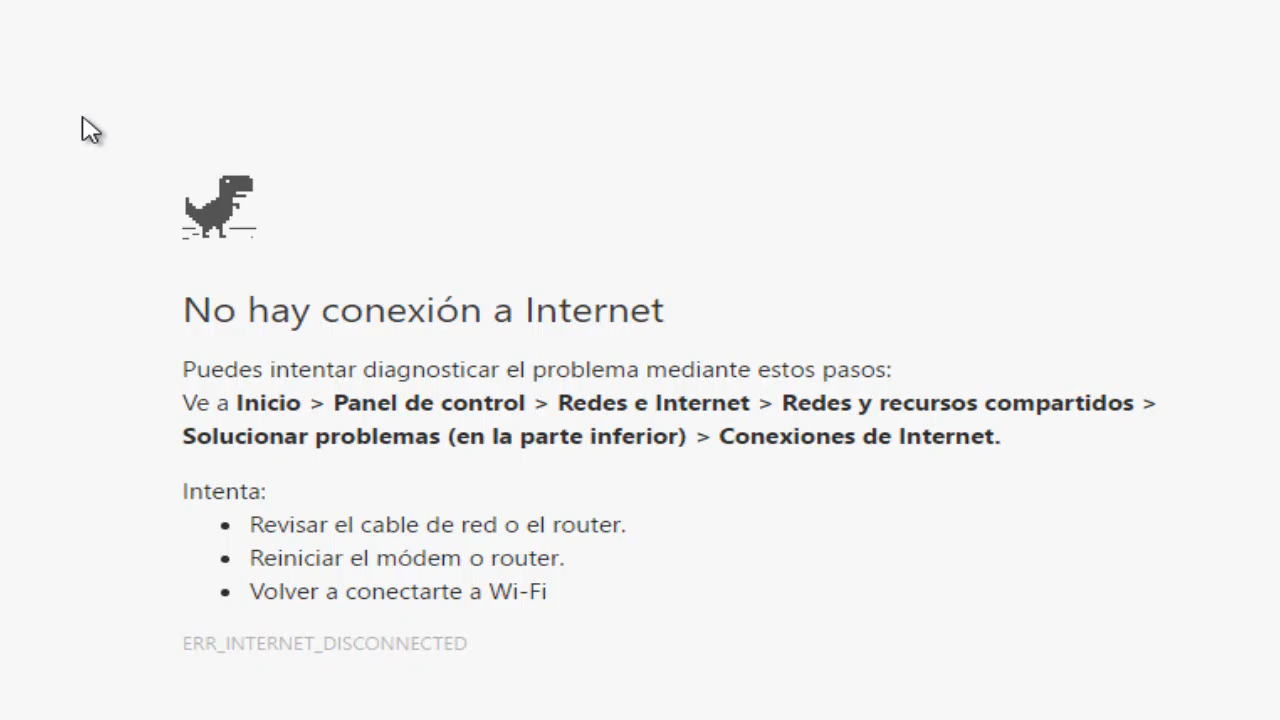 No hay conexión a Internet
Puedes intentar diagnosticar el problema mediante estos pasos:
Ve a Inicio > Panel de control > Redes e Internet > Redes y recursos compartidos >
Solucionar problemas (en la parte inferior) > Conexiones de Internet.
Intenta:
• Revisar el cable de red o el router.
• Reiniciar el módem o router.
• Volver a conectarte a Wi-Fi
ERR_INTERNET_DISCONNECTED